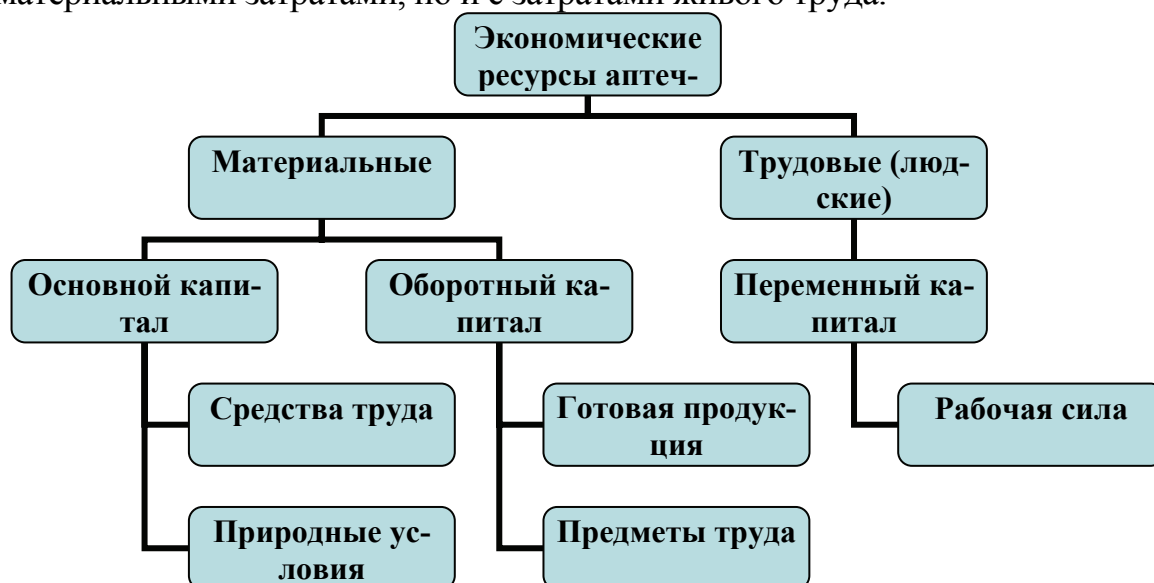 материальными затратами, но и с затратами живого труда.
Экономические
ресурсы аптеч-
Материальные
Трудовые (люд-
ские)
Основной капи-
тал
Оборотный ка-
питал
Переменный ка-
питал
Средства труда
Готовая продук-
ция
Рабочая сила
Природные ус-
ловия
Предметы труда